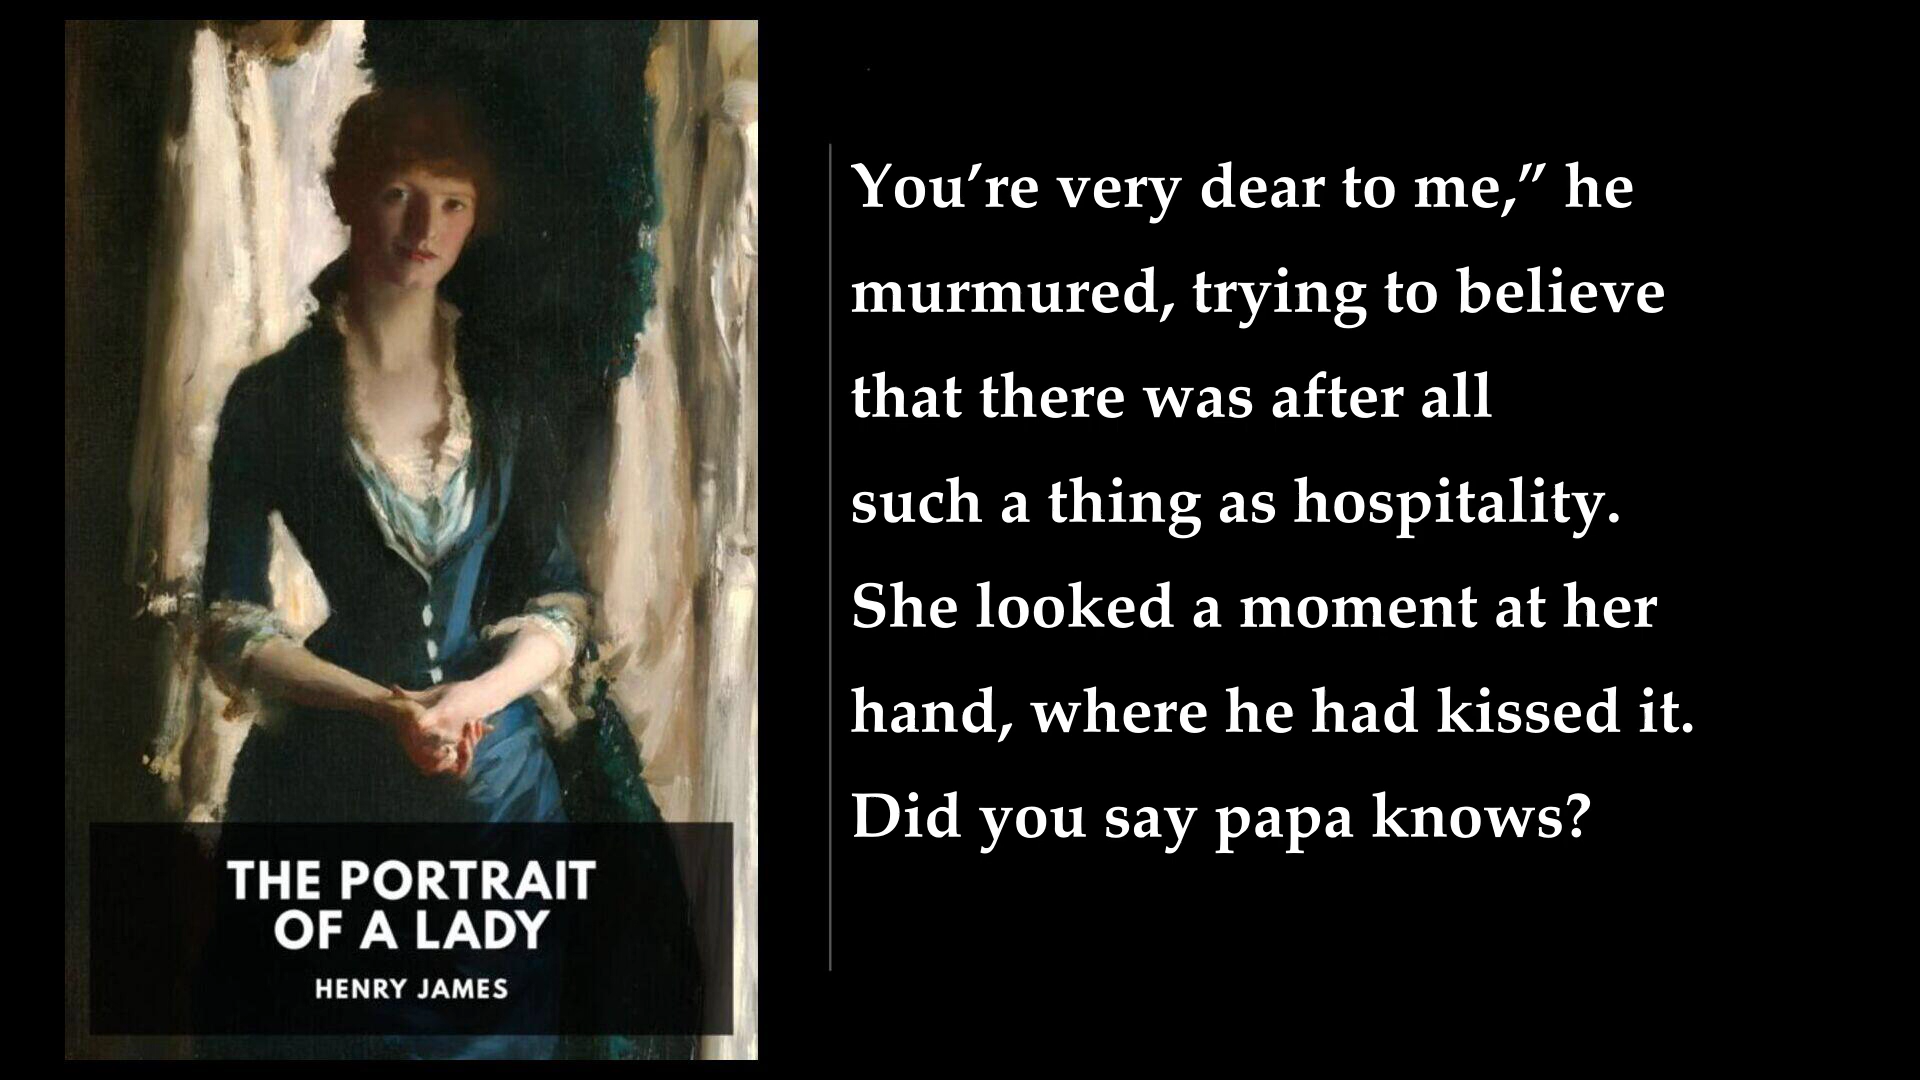 THE PORTRAIT
OF A LADY
HENRY JAMES
You’re very dear to me,” he
murmured, trying to believe
that there was after all
such a thing as hospitality.
She looked a moment at her
hand, where he had kissed it.
Did you say papa knows?